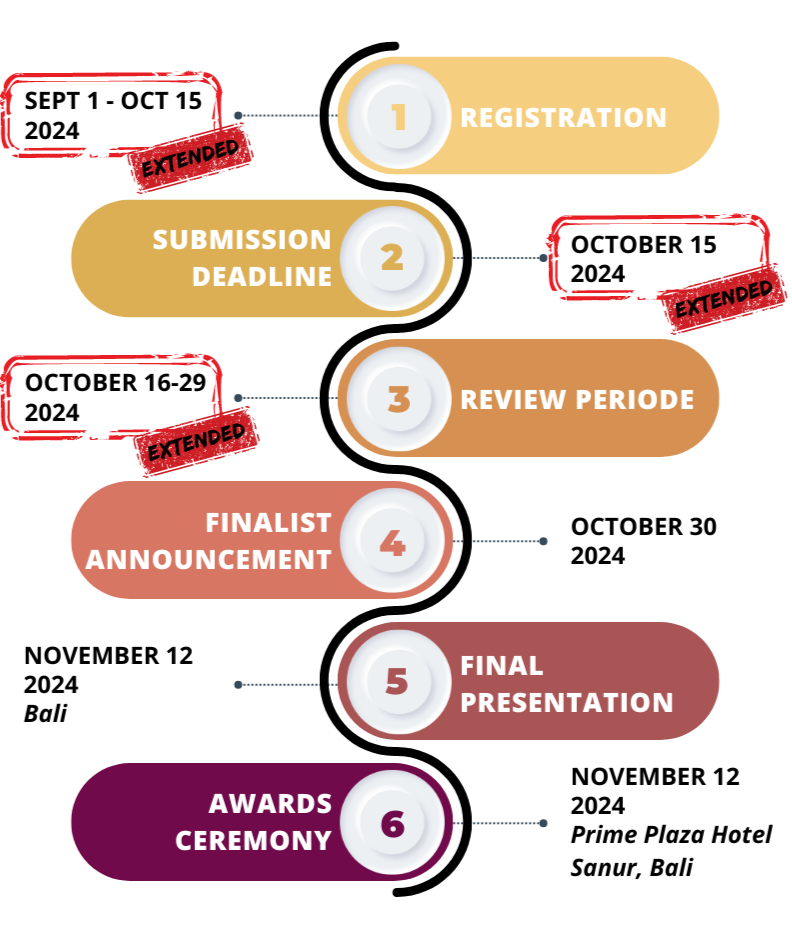 SEPT 1 - OCT 15
2024
EXTENDED
1
REGISTRATION
SUBMISSION
DEADLINE
2
OCTOBER 15
2024
EXTENDED
OCTOBER 16-29
2024
EXTENDED
3
REVIEW PERIODE
FINALIST
ANNOUNCEMENT
4
OCTOBER 30
2024
NOVEMBER 12
2024
Bali
5
FINAL
PRESENTATION
AWARDS
CEREMONY
6
NOVEMBER 12
2024
Prime Plaza Hotel
Sanur, Bali